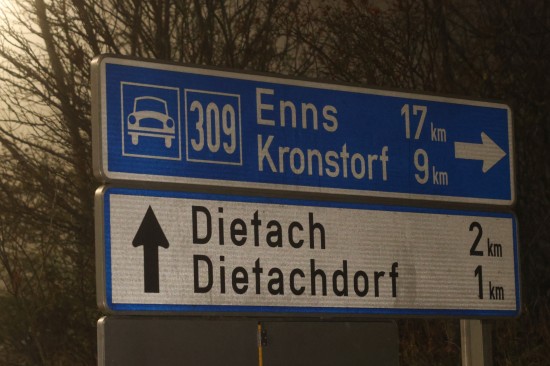 309 Enns 17 km
Kronstorf 9 km
Dietach 2 km
Dietachdorf 1 km